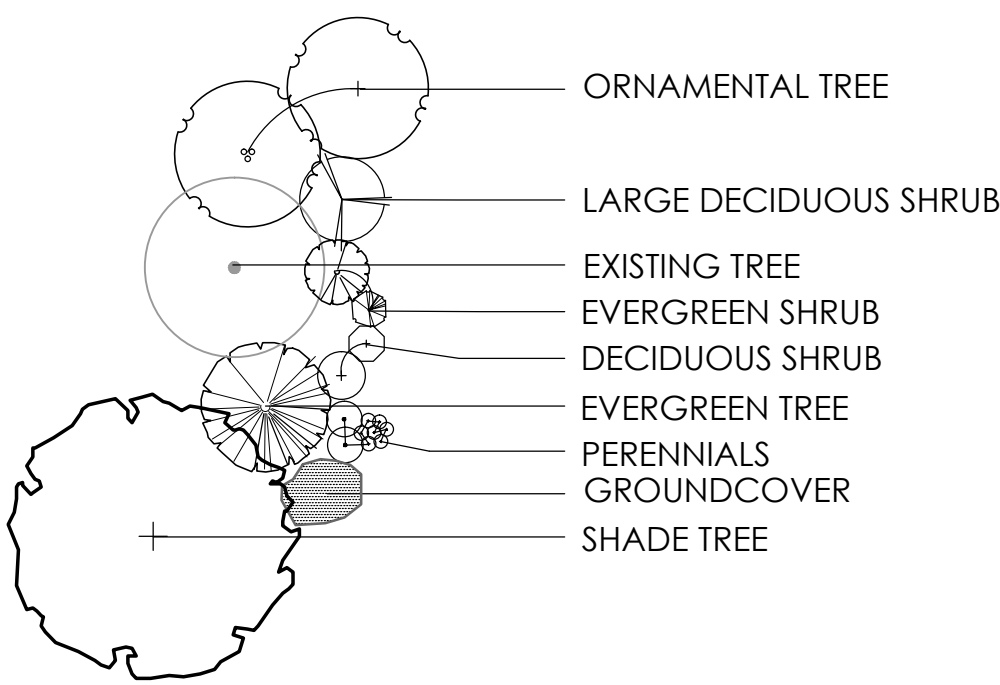 ORNAMENTAL TREE
LARGE DECIDUOUS SHRUB
EXISTING TREE
EVERGREEN SHRUB
DECIDUOUS SHRUB
EVERGREEN TREE
PERENNIALS
GROUNDCOVER
SHADE TREE